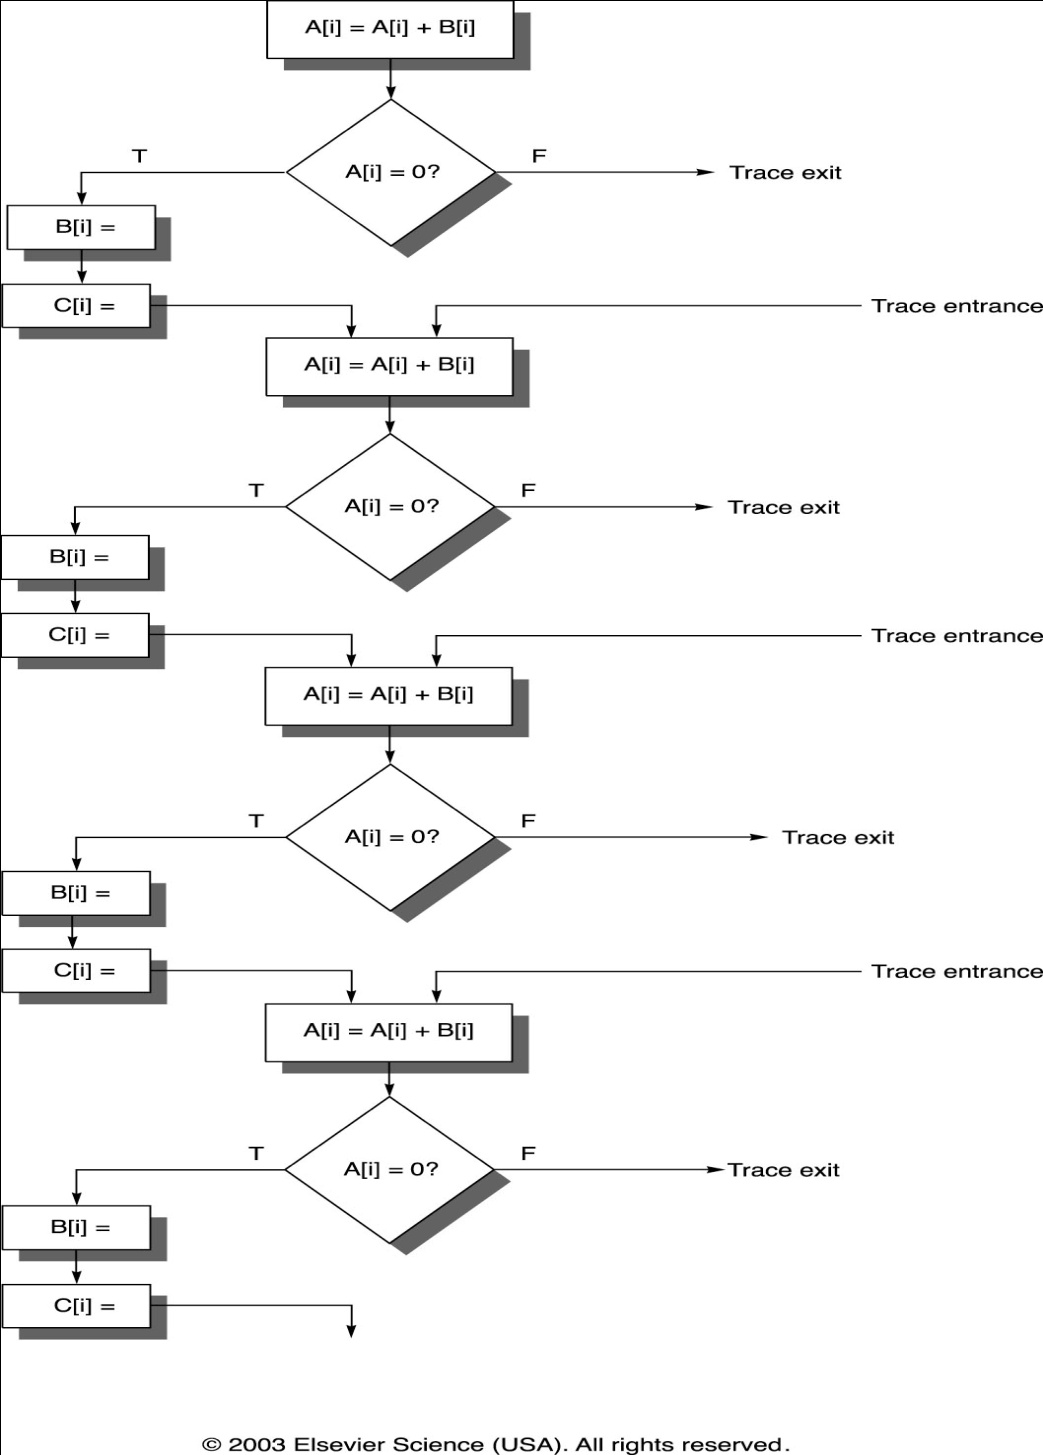 A[i] = A[i] + B[i]
A[i] = 0?
T
F
Trace exit
B[i] =
C[i] =
Trace entrance
A[i] = A[i] + B[i]
A[i] = 0?
T
F
Trace exit
B[i] =
C[i] =
Trace entrance
A[i] = A[i] + B[i]
A[i] = 0?
T
F
Trace exit
B[i] =
C[i] =
Trace entrance
A[i] = A[i] + B[i]
A[i] = 0?
T
F
Trace exit
B[i] =
C[i] =
© 2003 Elsevier Science (USA). All rights reserved.